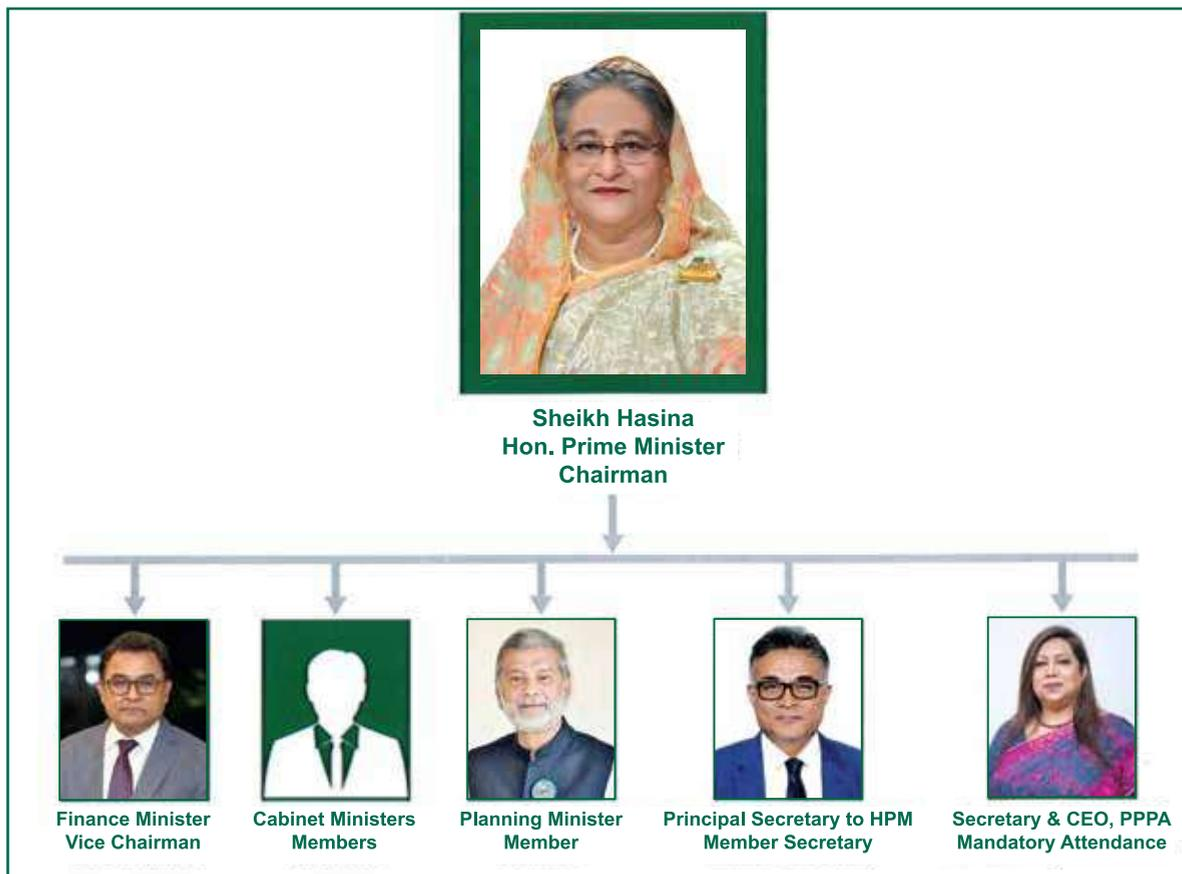 Sheikh Hasina
Hon. Prime Minister
Chairman
Finance Minister
Vice Chairman
Cabinet Ministers
Members
Planning Minister
Member
Principal Secretary to HPM
Member Secretary
Secretary & CEO, PPPA
Mandatory Attendance